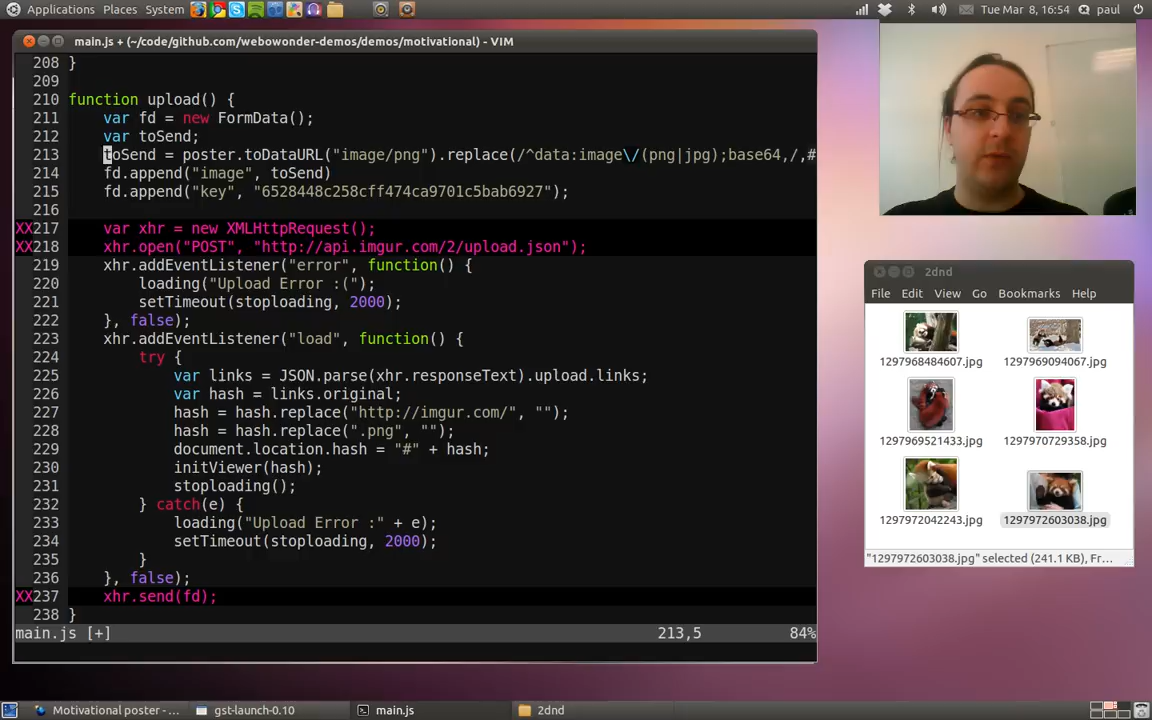 Applications Places System
Tue Mar 8, 16:54 paul
main.js + (~/code/github.com/webowonder-demos/demos/motivational) - VIM
208 }
209
210 function upload() {
211 var fd = new FormData();
212 var toSend;
213 toSend = poster.toDataURL("image/png").replace(/^data:image\/(png|jpg);base64,/,#
214 fd.append("image", toSend)
215 fd.append("key", "6528448c258cff474ca9701c5bab6927");
216
XX217 var xhr = new XMLHttpRequest();
XX218 xhr.open("POST", "http://api.imgur.com/2/upload.json");
219 xhr.addEventListener("error", function() {
220 loading("Upload Error :(");
221 setTimeout(stoploading, 2000);
222 }, false);
223 xhr.addEventListener("load", function() {
224 try {
225 var links = JSON.parse(xhr.responseText).upload.links;
226 var hash = links.original;
227 hash = hash.replace("http://imgur.com/", "");
228 hash = hash.replace(".png", "");
229 document.location.hash = "#" + hash;
230 initViewer(hash);
231 stoploading();
232 } catch(e) {
233 loading("Upload Error :" + e);
234 setTimeout(stoploading, 2000);
235 }
236 }, false);
XX237 xhr.send(fd);
238 }
main.js [+] 213,5 84%
2dnd
File Edit View Go Bookmarks Help
1297968484607.jpg 1297969094067.jpg
1297969521433.jpg 1297970729358.jpg
1297972042243.jpg 1297972603038.jpg
"1297972603038.jpg" selected (241.1 KB), Fr...
Motivational poster - ... gst-launch-0.10 main.js 2dnd